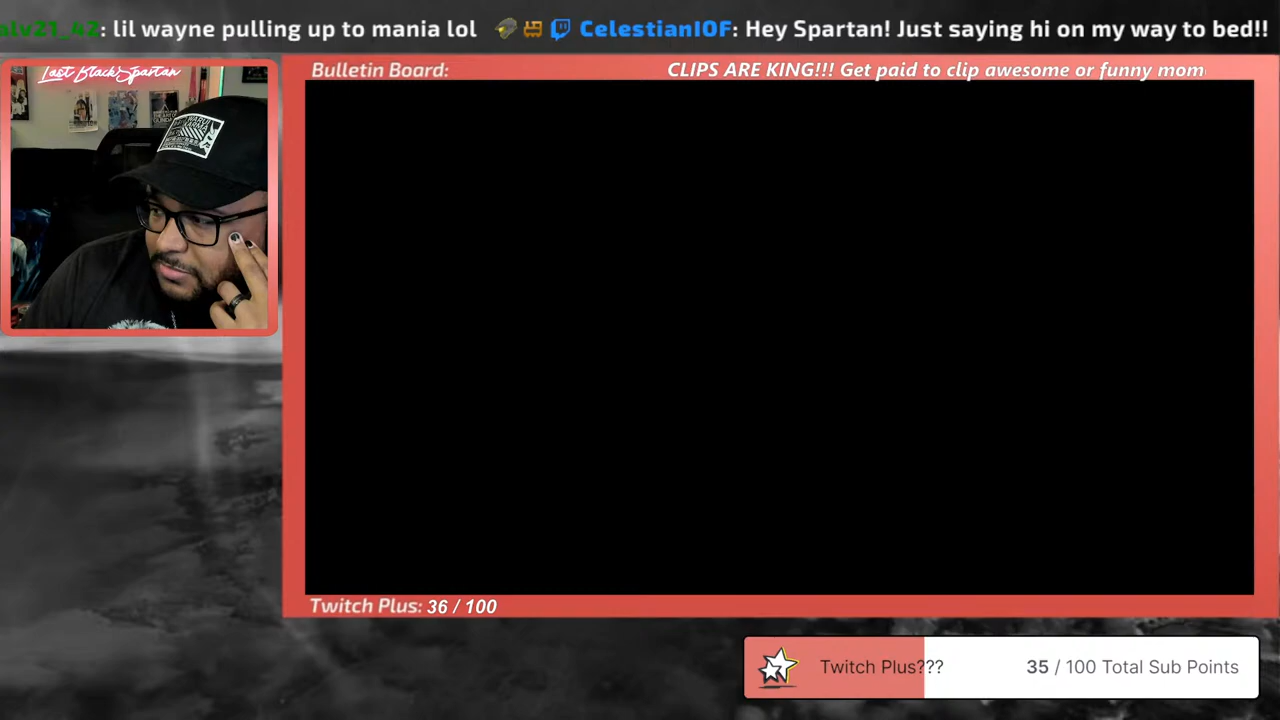 alv21_42: lil wayne pulling up to mania lol CelestianIOF: Hey Spartan! Just saying hi on my way to bed!!
Last BlackSpartan
Bulletin Board: CLIPS ARE KING!!! Get paid to clip awesome or funny mom
Twitch Plus: 36 / 100
Twitch Plus??? 35 / 100 Total Sub Points